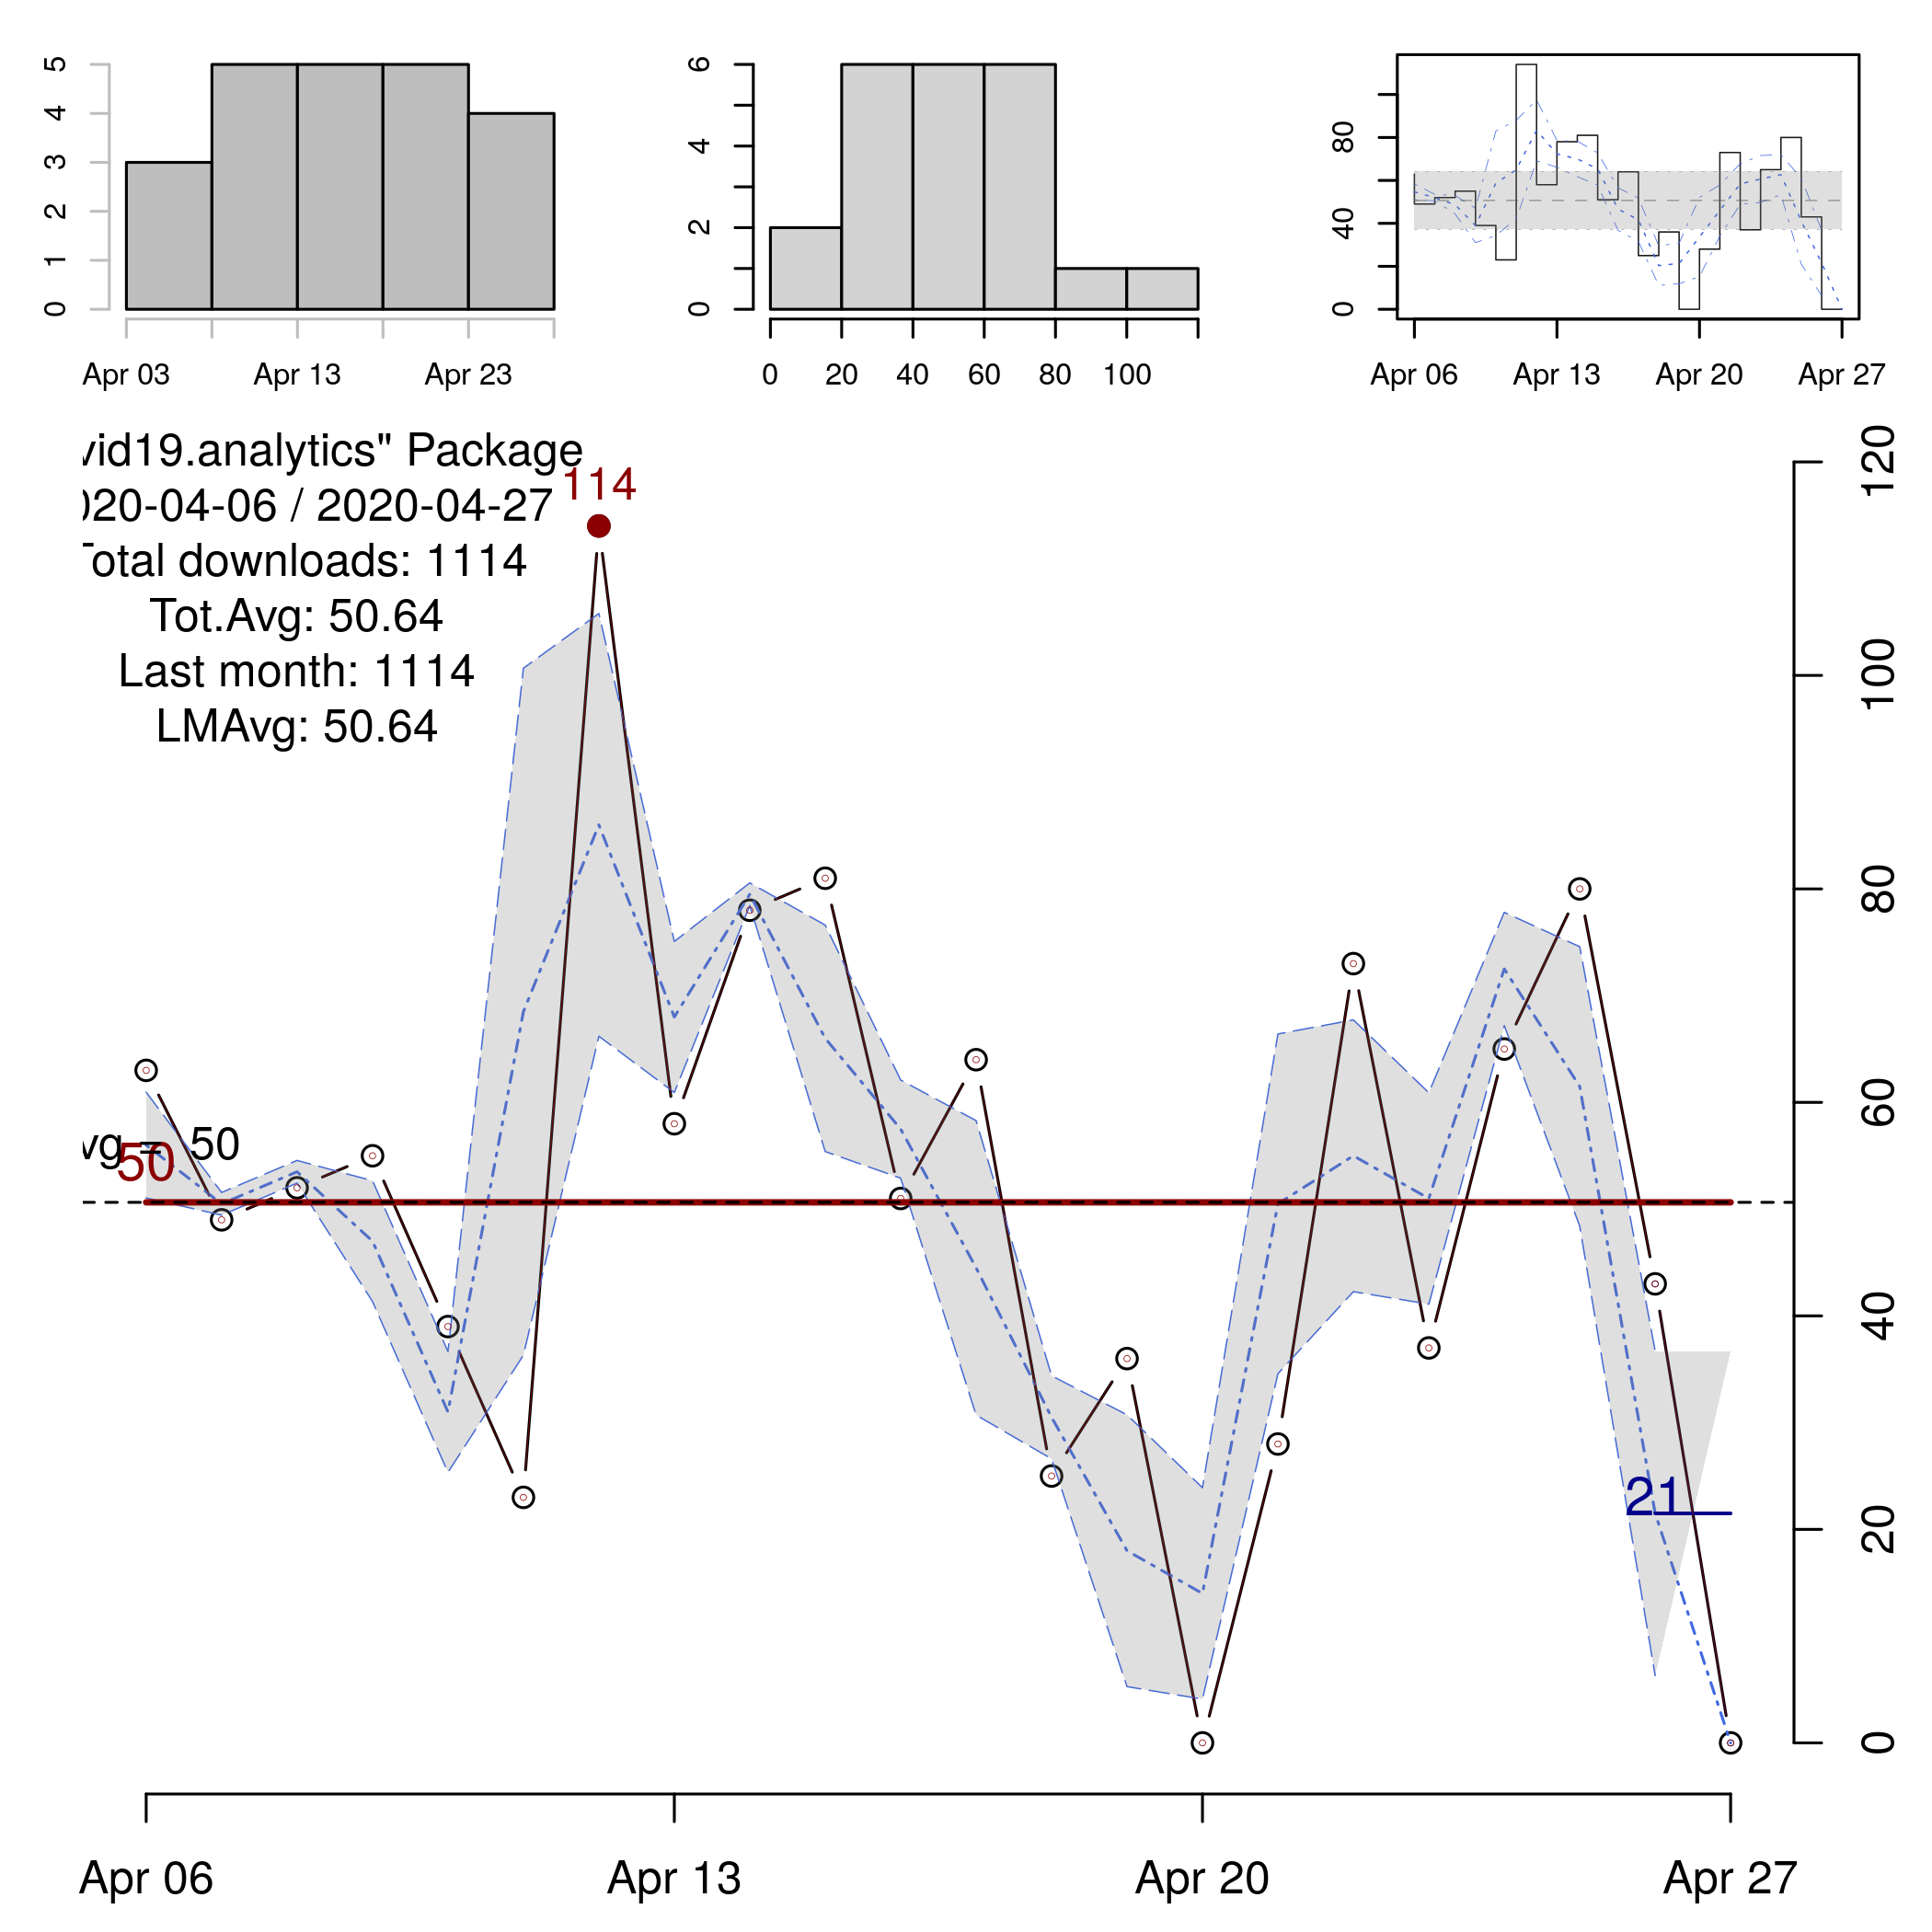 5
4
3
2
1
0
Apr 03 Apr 13 Apr 23
6
4
2
0
0 20 40 60 80 100
80
40
0
Apr 06 Apr 13 Apr 20 Apr 27
vid19.analytics" Package
020-04-06 / 2020-04-27
114
Total downloads: 1114
Tot.Avg: 50.64
Last month: 1114
LMAvg: 50.64
vg = 50
50
21
120
100
80
60
40
20
0
Apr 06 Apr 13 Apr 20 Apr 27